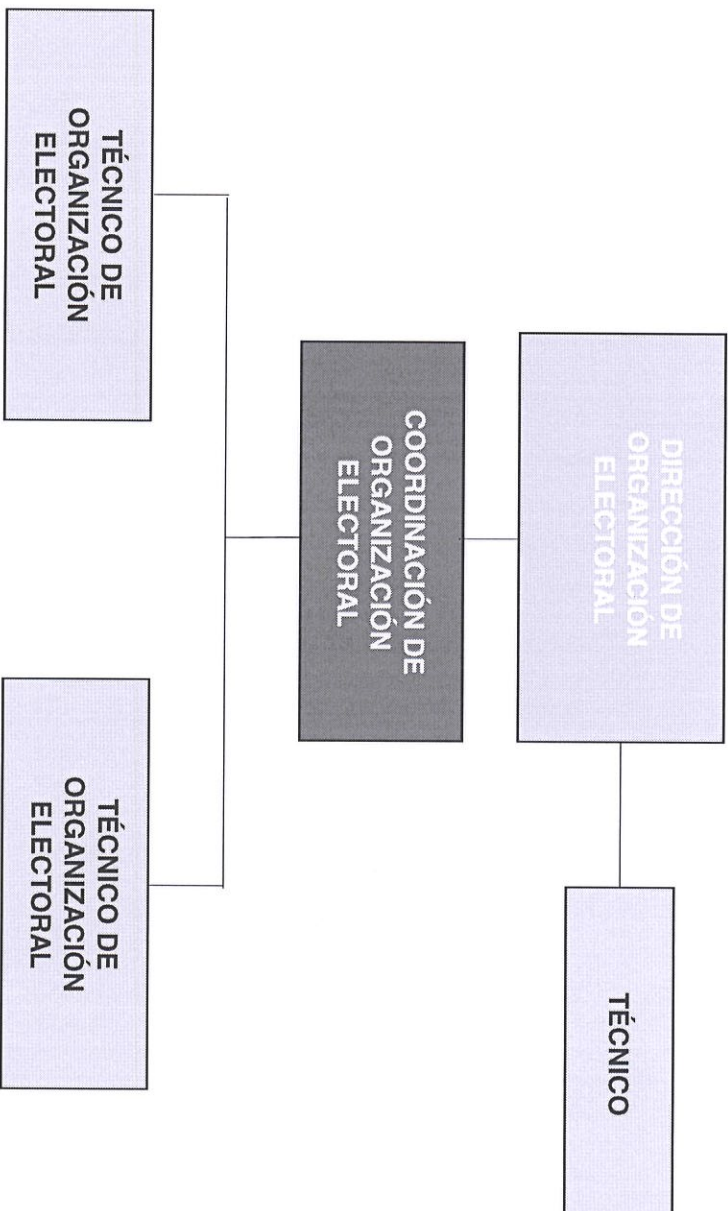 DIRECCIÓN DE
ORGANIZACIÓN
ELECTORAL
TÉCNICO
COORDINACIÓN DE
ORGANIZACIÓN
ELECTORAL
TÉCNICO DE
ORGANIZACIÓN
ELECTORAL
TÉCNICO DE
ORGANIZACIÓN
ELECTORAL